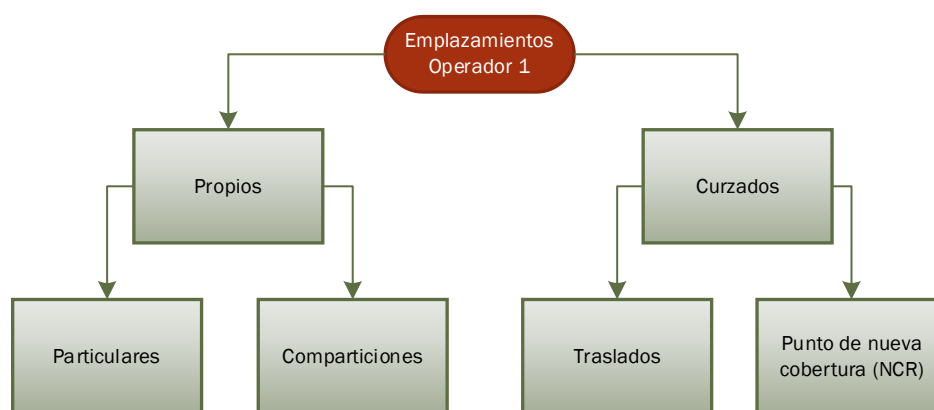 Emplazamientos
Operador 1
Propios
Curzados
Particulares
Comparticiones
Traslados
Punto de nueva
cobertura (NCR)